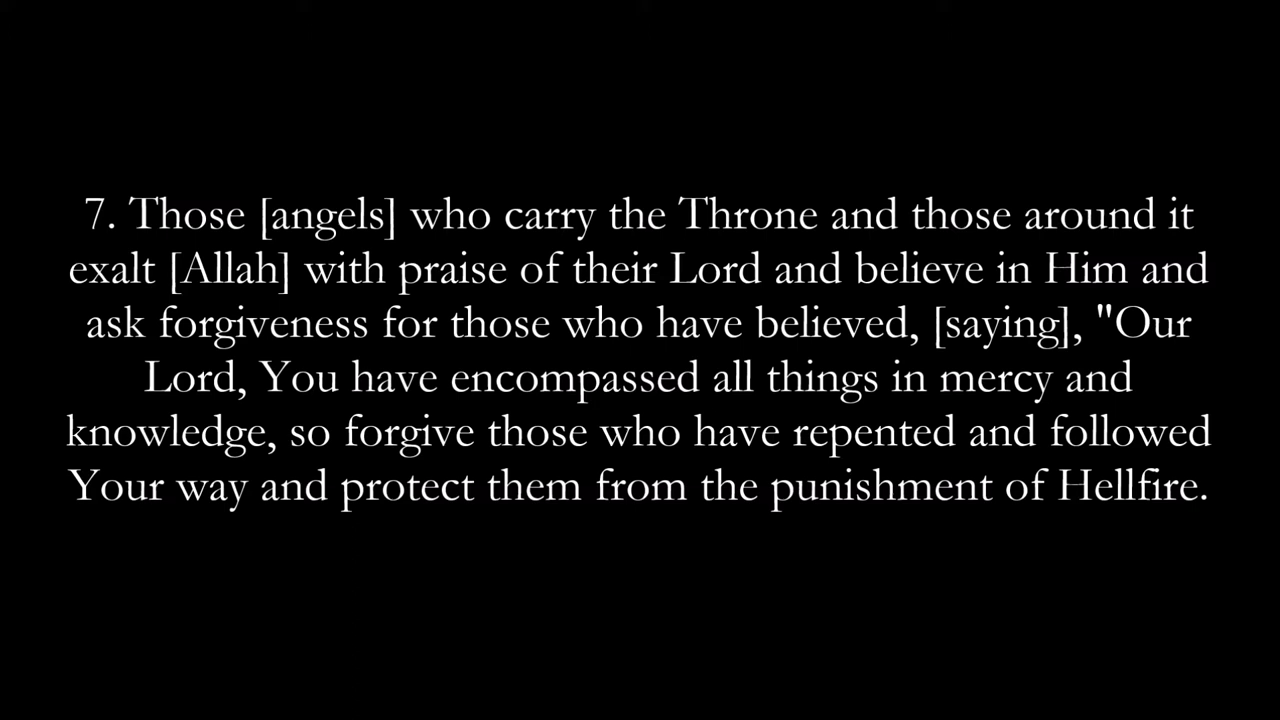 7. Those [angels] who carry the Throne and those around it
exalt [Allah] with praise of their Lord and believe in Him and
ask forgiveness for those who have believed, [saying], "Our
Lord, You have encompassed all things in mercy and
knowledge, so forgive those who have repented and followed
Your way and protect them from the punishment of Hellfire.